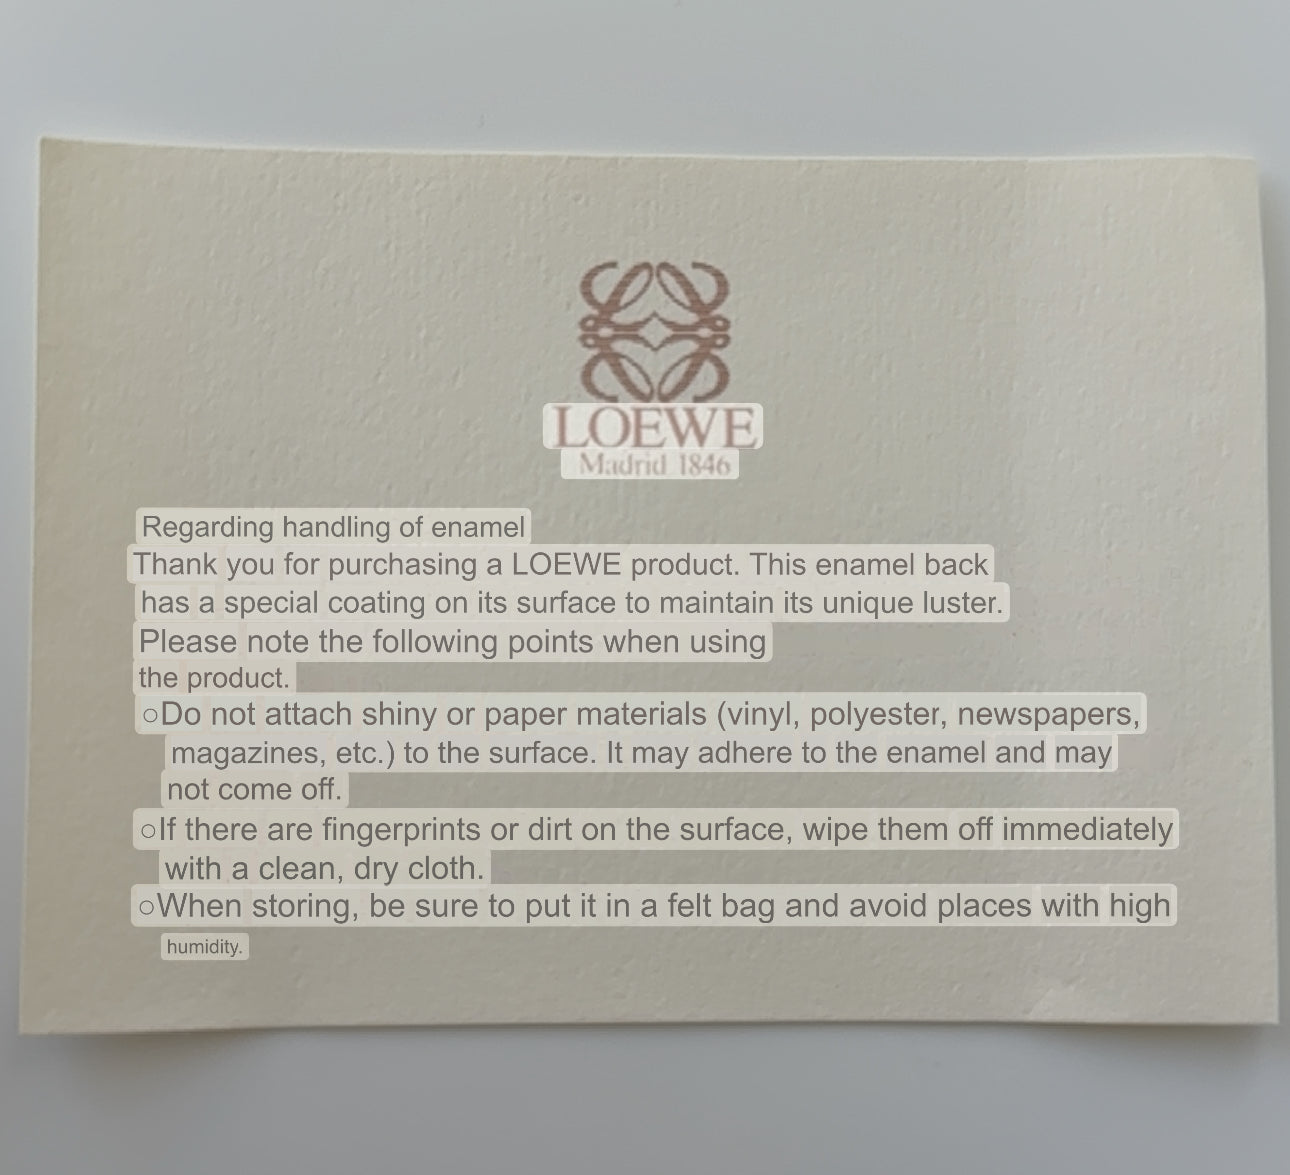 LOEWE
Madrid 1846
Regarding handling of enamel
Thank you for purchasing a LOEWE product. This enamel back
has a special coating on its surface to maintain its unique luster.
Please note the following points when using
the product.
○Do not attach shiny or paper materials (vinyl, polyester, newspapers,
magazines, etc.) to the surface. It may adhere to the enamel and may
not come off.
○If there are fingerprints or dirt on the surface, wipe them off immediately
with a clean, dry cloth.
○When storing, be sure to put it in a felt bag and avoid places with high
humidity.